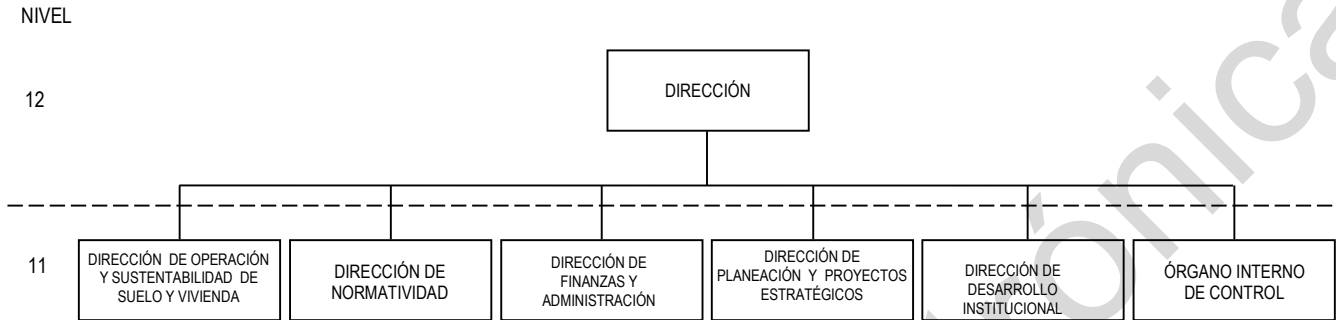 NIVEL
12
DIRECCIÓN
11
DIRECCIÓN DE OPERACIÓN
Y SUSTENTABILIDAD DE
SUELO Y VIVIENDA
DIRECCIÓN DE
NORMATIVIDAD
DIRECCIÓN DE
FINANZAS Y
ADMINISTRACIÓN
DIRECCIÓN DE
PLANEACIÓN Y PROYECTOS
ESTRATÉGICOS
DIRECCIÓN DE
DESARROLLO
INSTITUCIONAL
ÓRGANO INTERNO
DE CONTROL